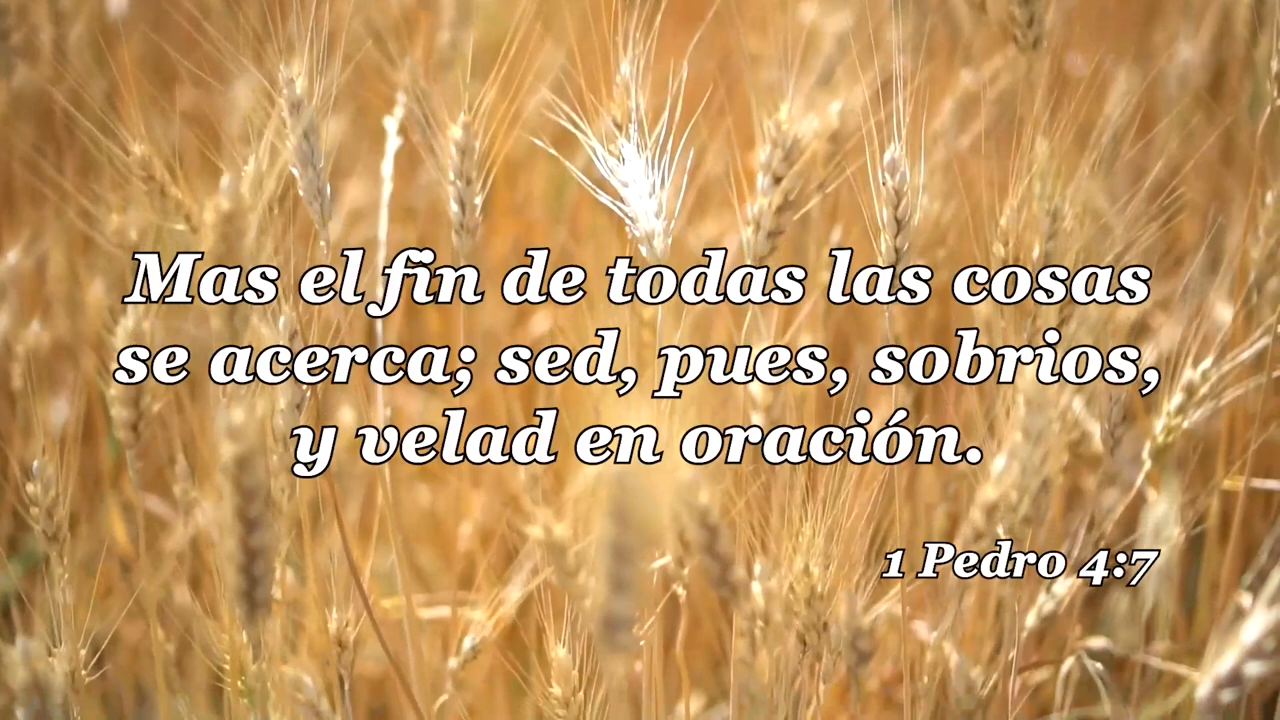 Mas el fin de todas las cosas
se acerca; sed, pues, sobrios,
y velad en oración.
1 Pedro 4:7